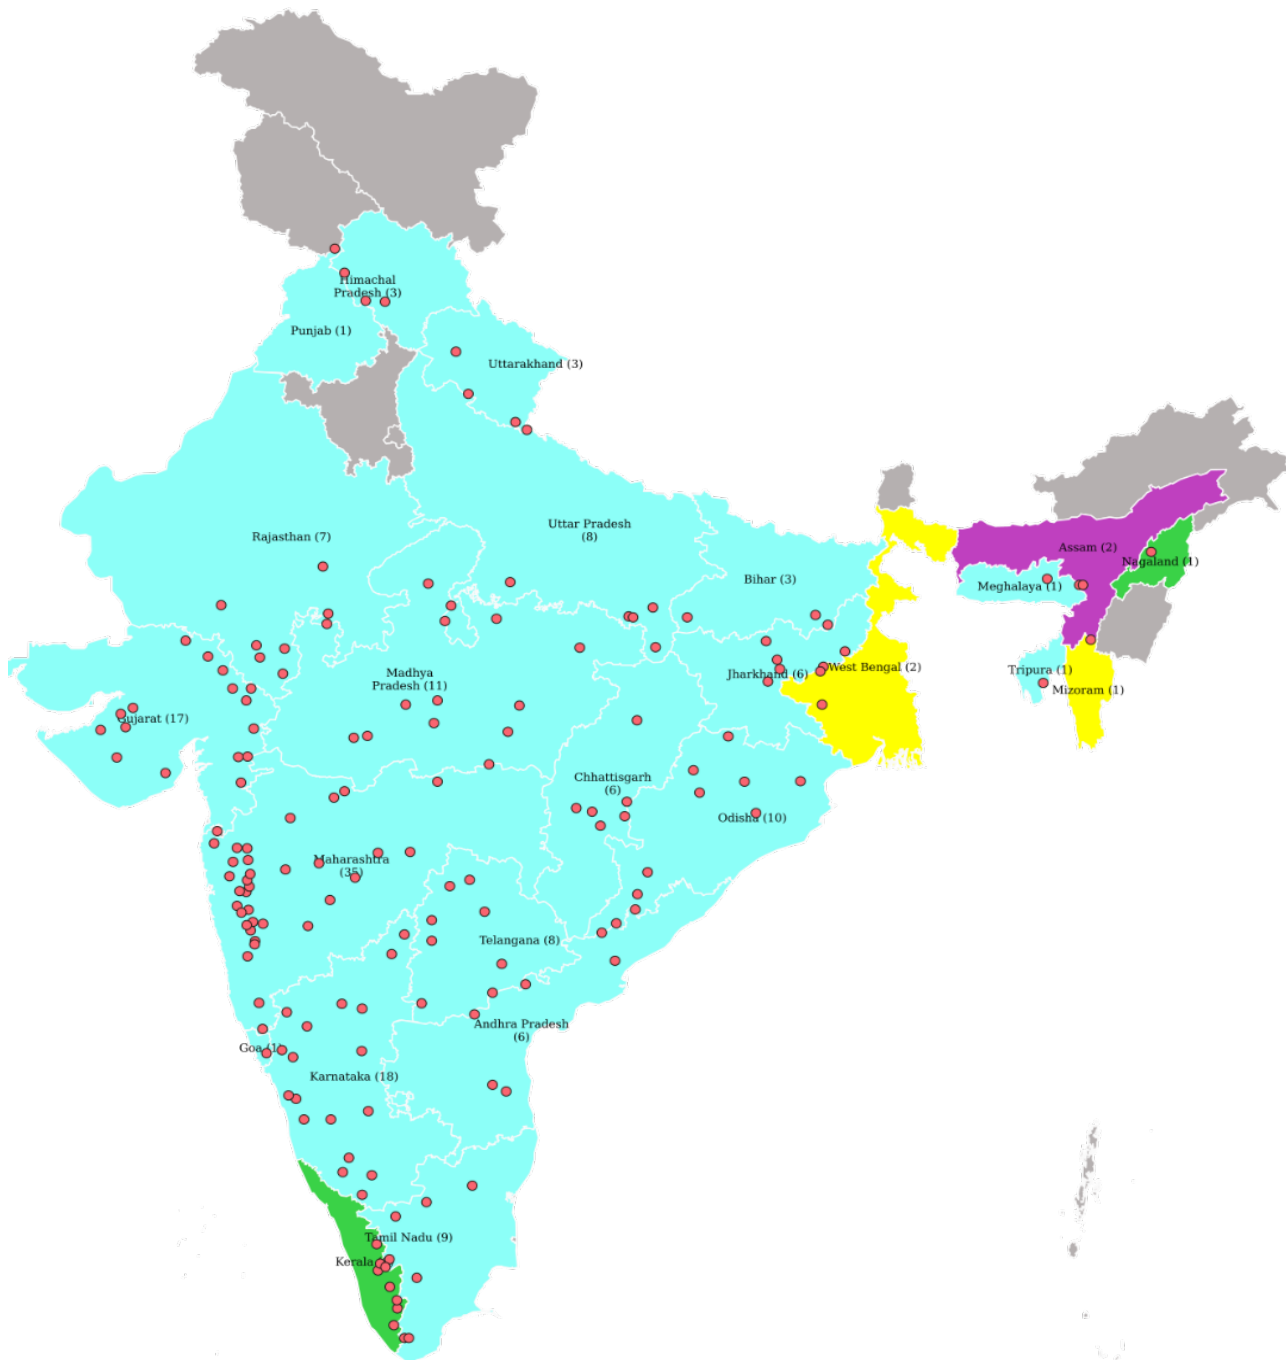 Himachal
Pradesh (3)
Punjab (1)
Uttarakhand (3)
Rajasthan (7)
Uttar Pradesh
(8)
Bihar (3)
Assam (2)
Nagaland (1)
Meghalaya (1)
West Bengal (2)
Jharkhand (6)
Tripura (1)
Mizoram (1)
Madhya
Pradesh (11)
Gujarat (17)
Chhattisgarh
(6)
Odisha (10)
Maharashtra
(35)
Telangana (8)
Andhra Pradesh
(6)
Goa (1)
Karnataka (18)
Tamil Nadu (9)
Kerala